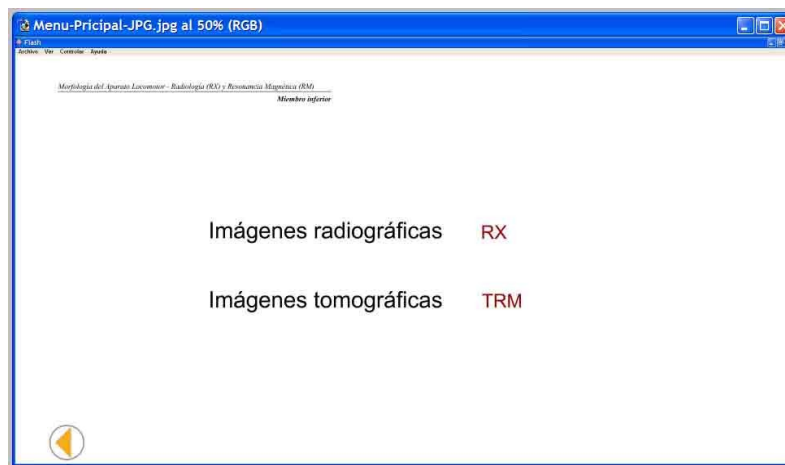 Menu-Pricipal-JPG.jpg al 50% (RGB)
Flash
Archivo Ver Controlar Ayuda
Morfología del Aparato Locomotor - Radiología (RX) y Resonancia Magnética (RM)
Miembro inferior
Imágenes radiográficas RX
Imágenes tomográficas TRM